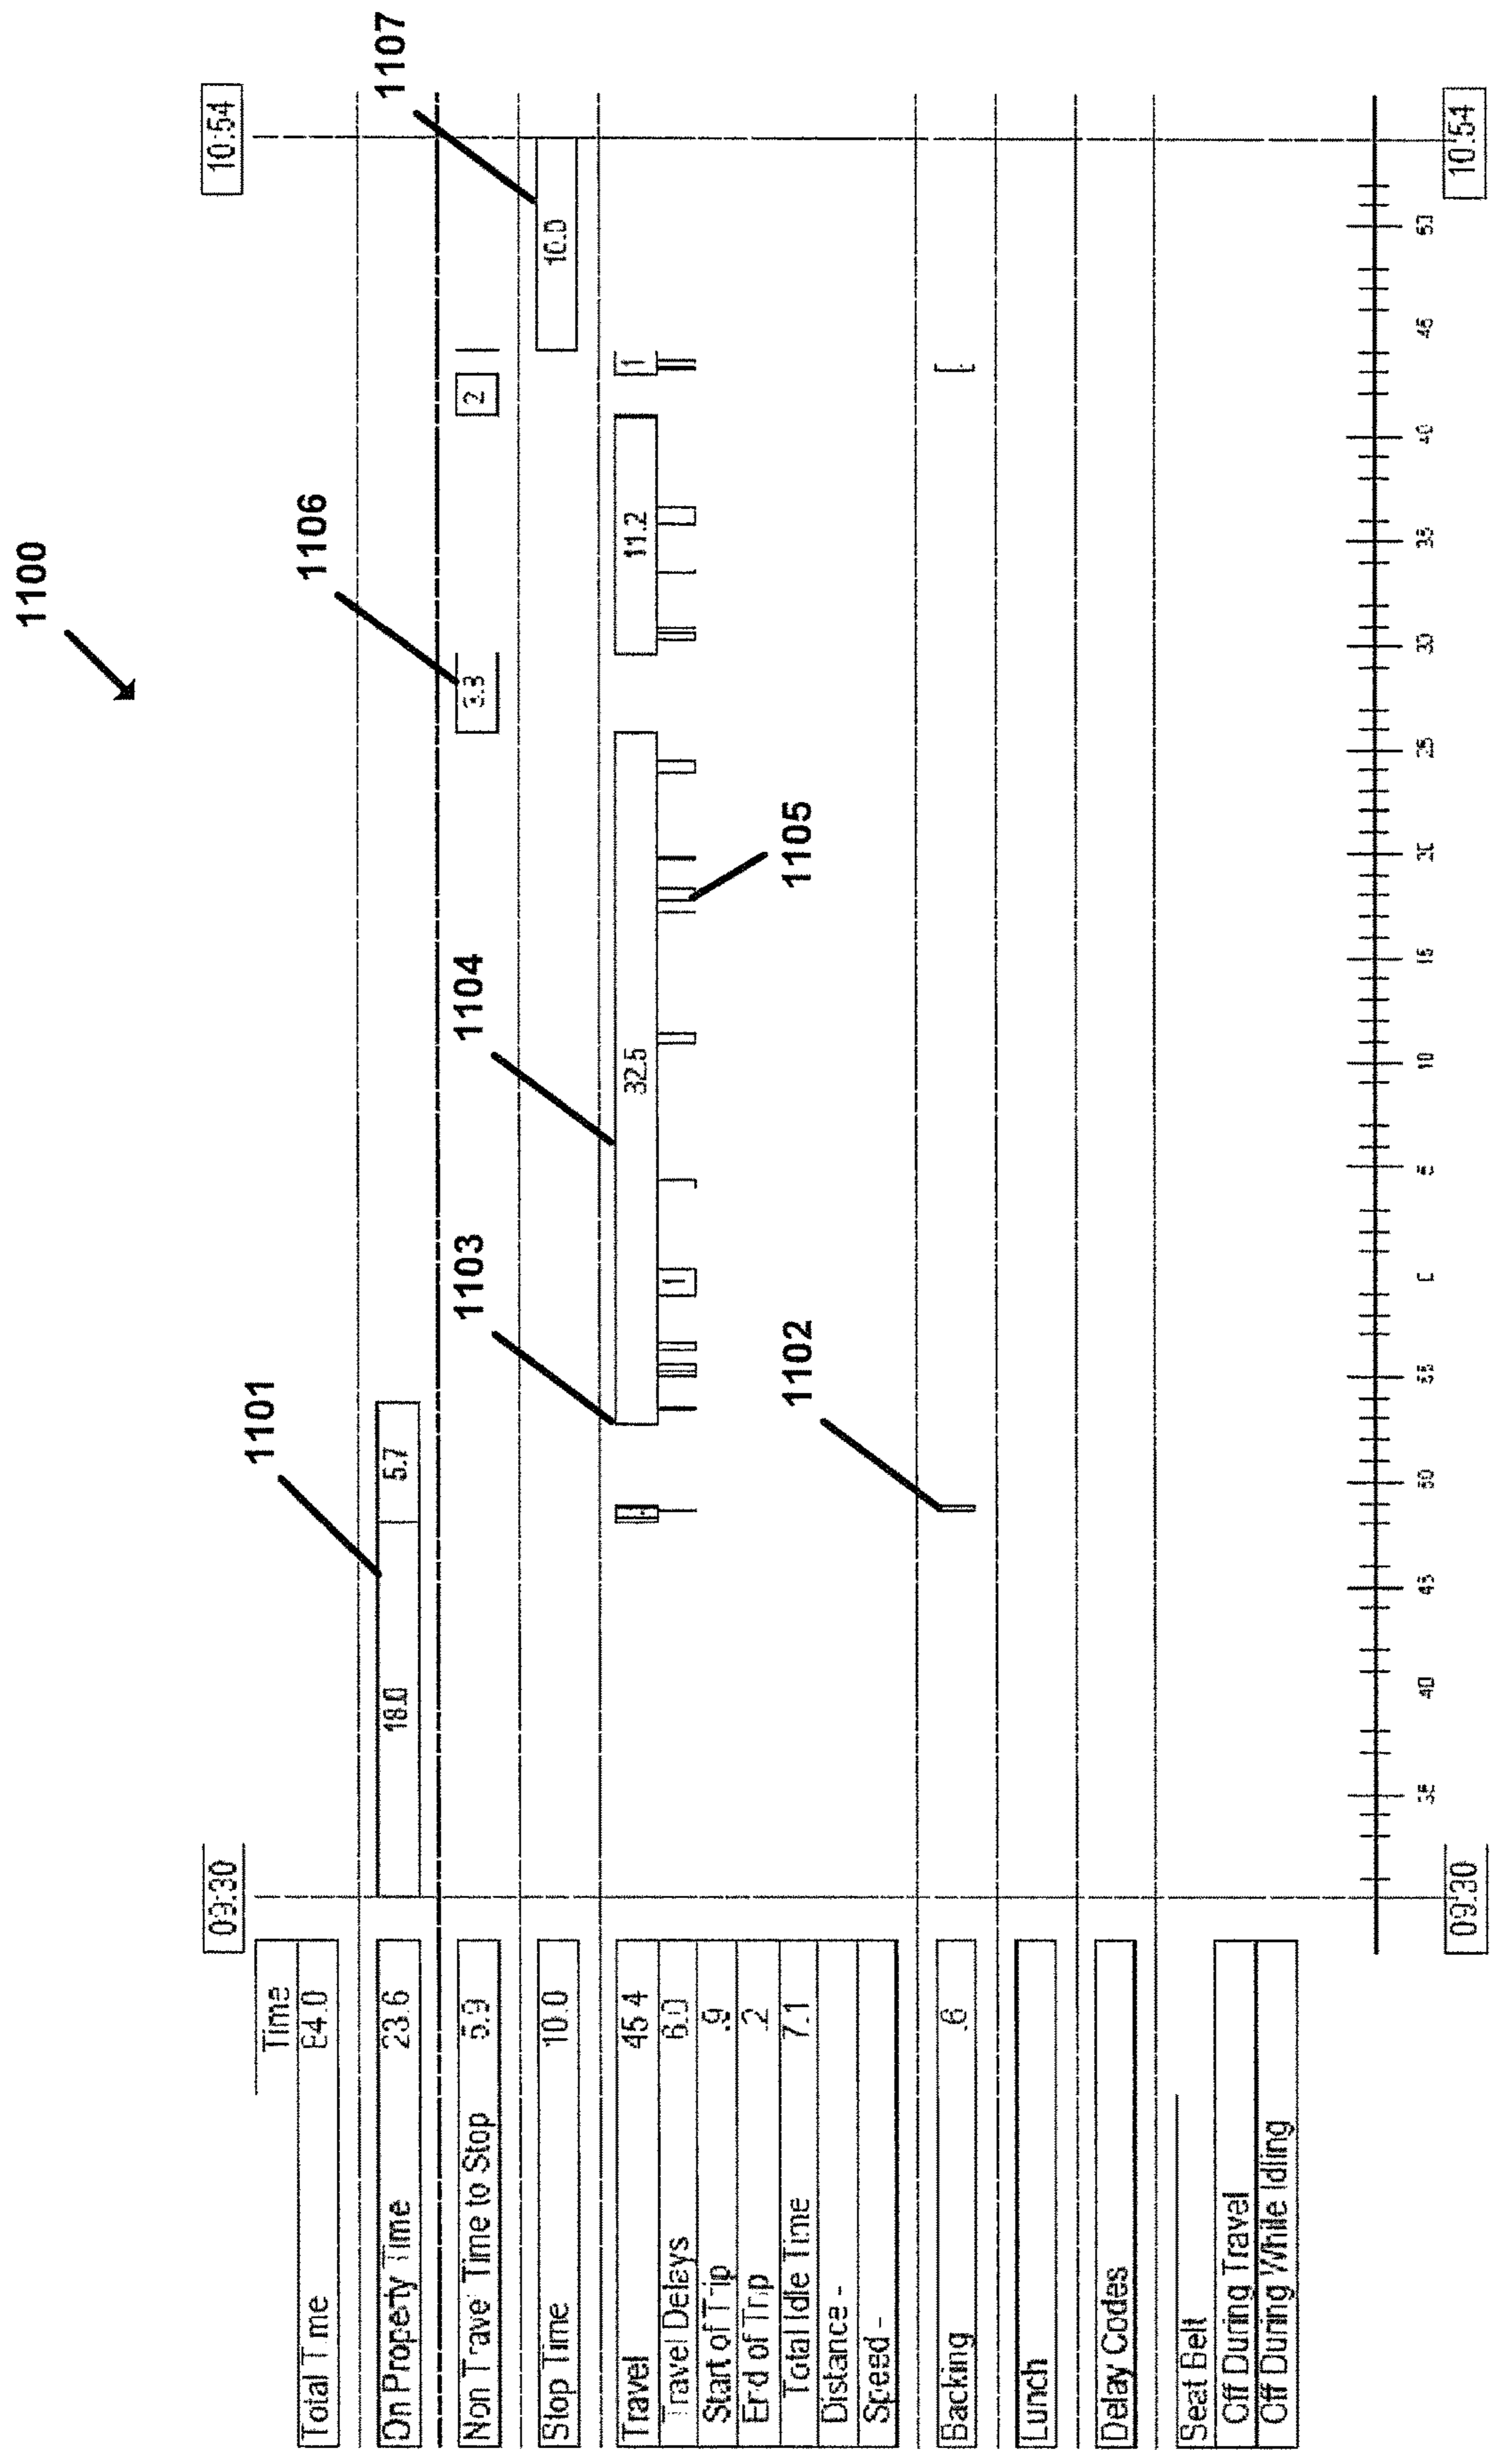 1100
09:30
10:54
Time
Total Time 84.0
1101
On Property Time 23.6 18.0 5.7
1106
1107
Non Travel Time to Stop 5.9 3.8 2
Stop Time 10.0 10.0
1103
1104
Travel 45.4 32.5 11.2 1
Travel Delays 6.0 1
Start of Trip .9
End of Trip .2
Total Idle Time 7.1
1102
1105
Distance -
Speed -
Backing .6
Lunch
Delay Codes
Seat Belt
Off During Travel
Off During While Idling
35 40 45 50 55 0 5 10 15 20 25 30 35 40 45 50
09:30
10:54